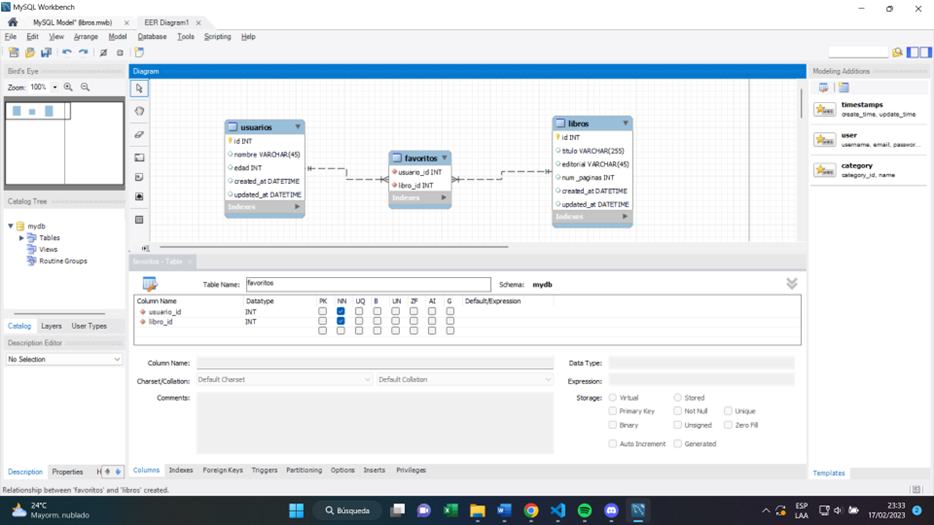 MySQL Workbench
MySQL Model* (libros.mwb) × EER Diagram1 ×
File Edit View Arrange Model Database Tools Scripting Help
Bird's Eye
Zoom: 100%
Diagram
Modeling Additions
timestamps
create_time, update_time
user
username, email, passwor...
category
category_id, name
usuarios
id INT
nombre VARCHAR(45)
edad INT
created_at DATETIME
updated_at DATETIME
Indexes
favoritos
usuario_id INT
libro_id INT
Indexes
libros
id INT
titulo VARCHAR(255)
editorial VARCHAR(45)
num_paginas INT
created_at DATETIME
updated_at DATETIME
Indexes
Catalog Tree
mydb
Tables
Views
Routine Groups
Catalog Layers User Types
Description Editor
No Selection
Description Properties H
favoritos - Table ×
Table Name: favoritos Schema: mydb
Column Name Datatype PK NN UQ B UN ZF AI G Default/Expression
usuario_id INT
libro_id INT
Column Name: Data Type:
Charset/Collation: Default Charset Default Collation Expression:
Comments: Storage: Virtual Stored
Primary Key Not Null Unique
Binary Unsigned Zero Fill
Auto Increment Generated
Columns Indexes Foreign Keys Triggers Partitioning Options Inserts Privileges
Templates
Relationship between 'favoritos' and 'libros' created.
24°C
Mayorm. nublado
Búsqueda
ESP
LAA
23:33
17/02/2023
2